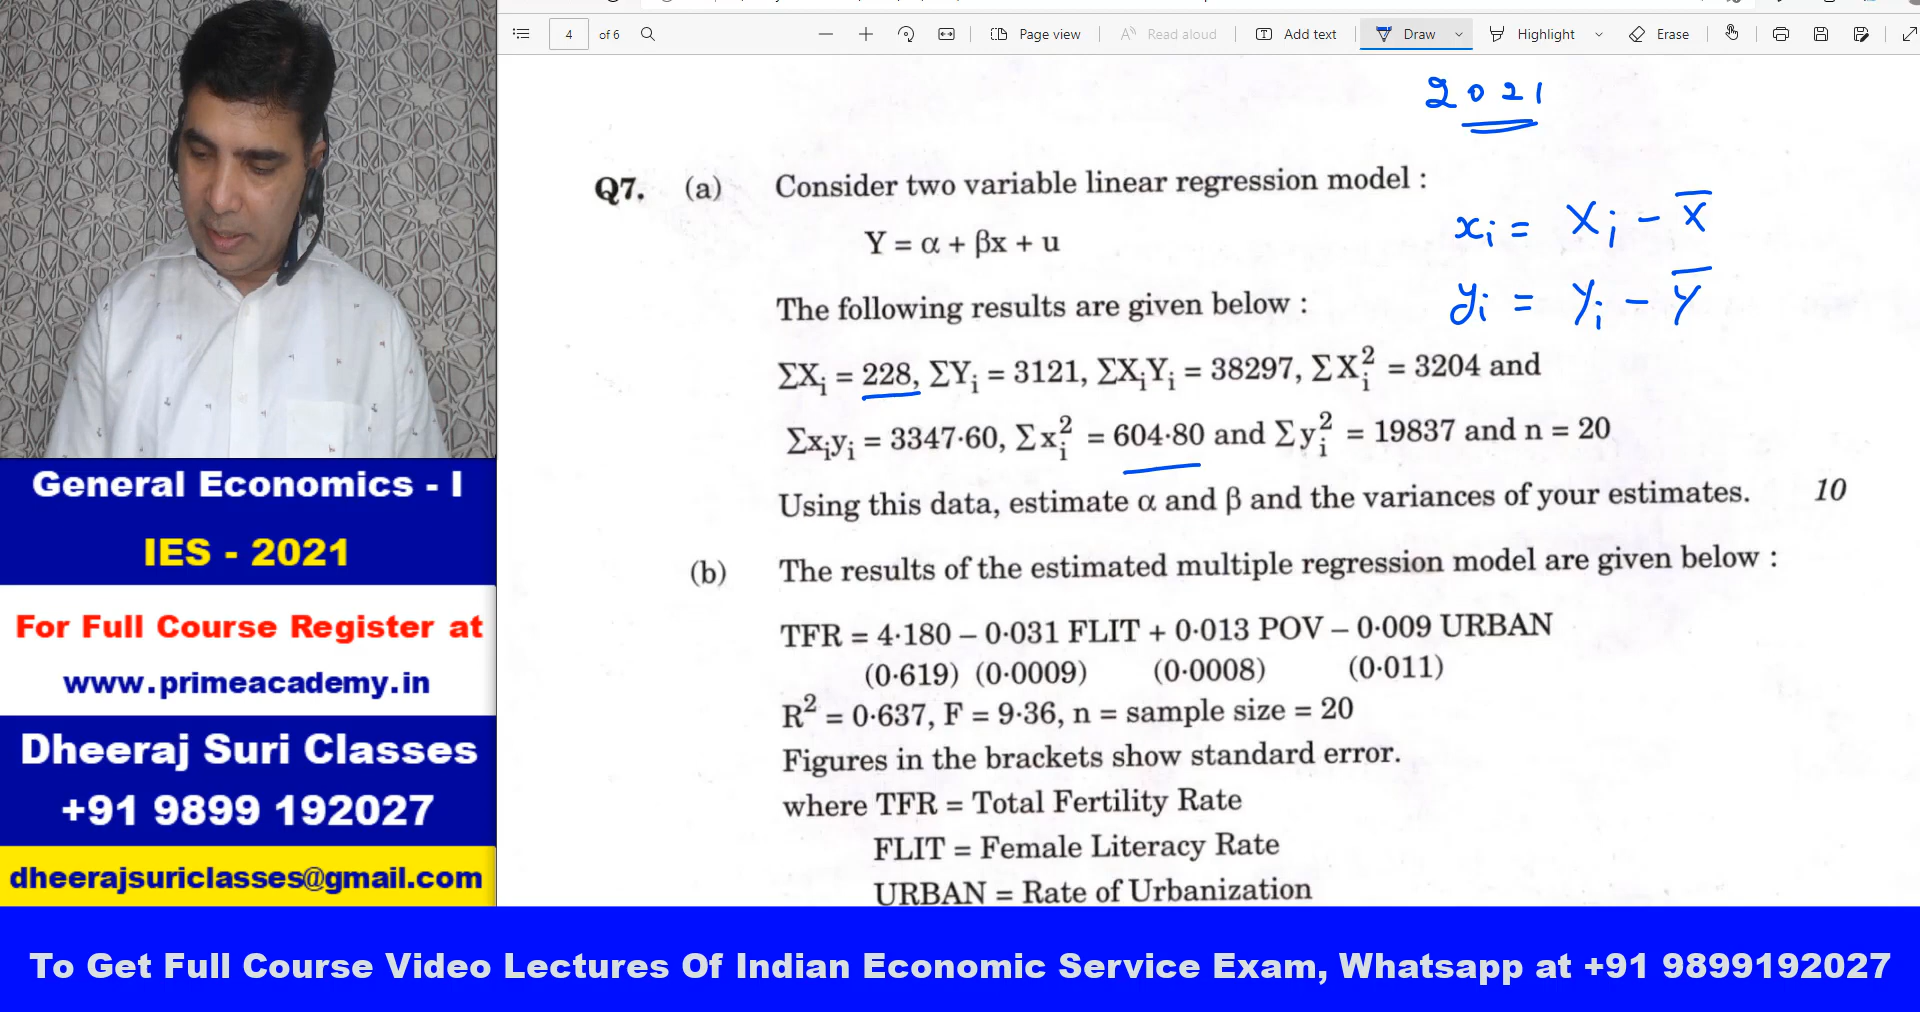 4 of 6 Page view Read aloud Add text Draw Highlight Erase
2021
Q7. (a) Consider two variable linear regression model :
Y = α + βx + u
xᵢ = Xᵢ − X̅
The following results are given below :
yᵢ = Yᵢ − Y̅
ΣXᵢ = 228, ΣYᵢ = 3121, ΣXᵢYᵢ = 38297, ΣXᵢ² = 3204 and
Σxᵢyᵢ = 3347·60, Σxᵢ² = 604·80 and Σyᵢ² = 19837 and n = 20
Using this data, estimate α and β and the variances of your estimates. 10
(b) The results of the estimated multiple regression model are given below :
TFR = 4·180 – 0·031 FLIT + 0·013 POV – 0·009 URBAN
(0·619) (0·0009) (0·0008) (0·011)
R² = 0·637, F = 9·36, n = sample size = 20
Figures in the brackets show standard error.
where TFR = Total Fertility Rate
FLIT = Female Literacy Rate
URBAN = Rate of Urbanization
General Economics - I
IES - 2021
For Full Course Register at
www.primeacademy.in
Dheeraj Suri Classes
+91 9899 192027
dheerajsuriclasses@gmail.com
To Get Full Course Video Lectures Of Indian Economic Service Exam, Whatsapp at +91 9899192027